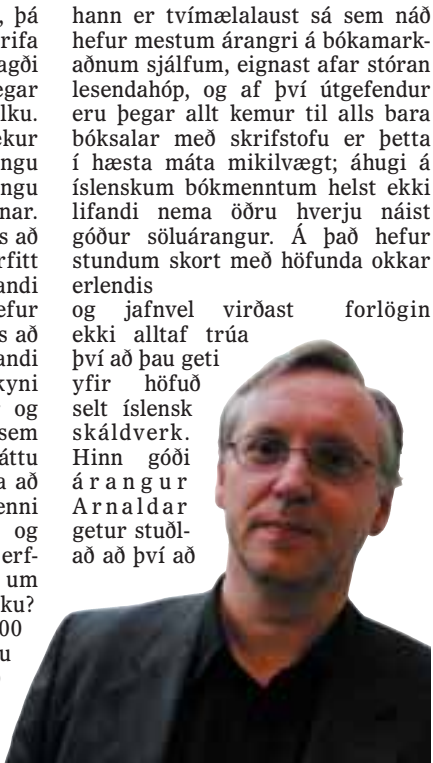 , þá
rifa
agði
egar
lku.
ekur
ngu
ngu
nar.
s að
rfitt
andi
efur
s að
andi
kyni
og
sem
áttu
a að
enni
og
erf-
um
ku?
00
u
hann er tvímælalaust sá sem náð
hefur mestum árangri á bókamark-
aðnum sjálfum, eignast afar stóran
lesendahóp, og af því útgefendur
eru þegar allt kemur til alls bara
bóksalar með skrifstofu er þetta
í hæsta máta mikilvægt; áhugi á
íslenskum bókmenntum helst ekki
lifandi nema öðru hverju náist
góður söluárangur. Á það hefur
stundum skort með höfunda okkar
erlendis
og jafnvel virðast forlögin
ekki alltaf trúa
því að þau geti
yfir höfuð
selt íslensk
skáldverk.
Hinn góði
árangur
Arnaldar
getur stuðl-
að að því að